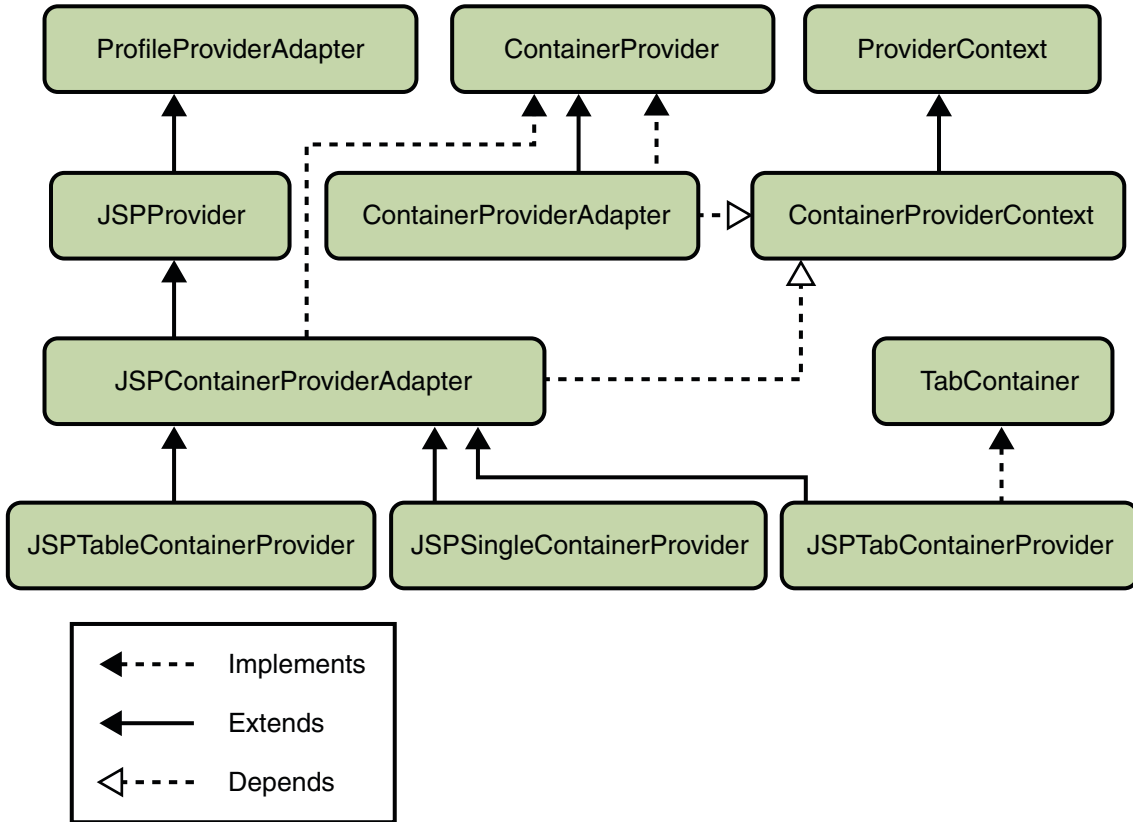 ProfileProviderAdapter
ContainerProvider
ProviderContext
JSPProvider
ContainerProviderAdapter
ContainerProviderContext
JSPContainerProviderAdapter
TabContainer
JSPTableContainerProvider
JSPSingleContainerProvider
JSPTabContainerProvider
Implements
Extends
Depends